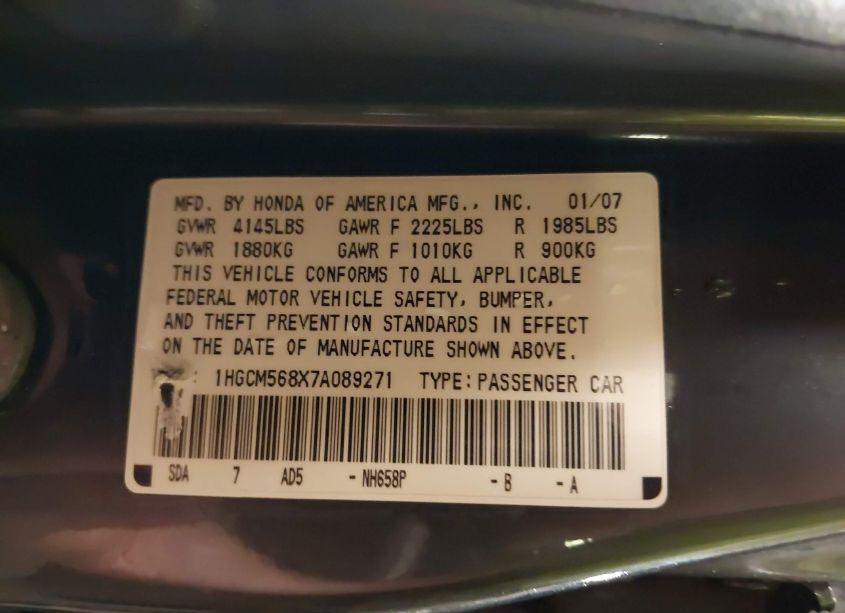 MFD. BY HONDA OF AMERICA MFG., INC. 01/07
GVWR 4145LBS GAWR F 2225LBS R 1985LBS
GVWR 1880KG GAWR F 1010KG R 900KG
THIS VEHICLE CONFORMS TO ALL APPLICABLE
FEDERAL MOTOR VEHICLE SAFETY, BUMPER,
AND THEFT PREVENTION STANDARDS IN EFFECT
ON THE DATE OF MANUFACTURE SHOWN ABOVE.
1HGCM568X7A089271 TYPE: PASSENGER CAR
SDA 7 AD5 - NH658P - B - A